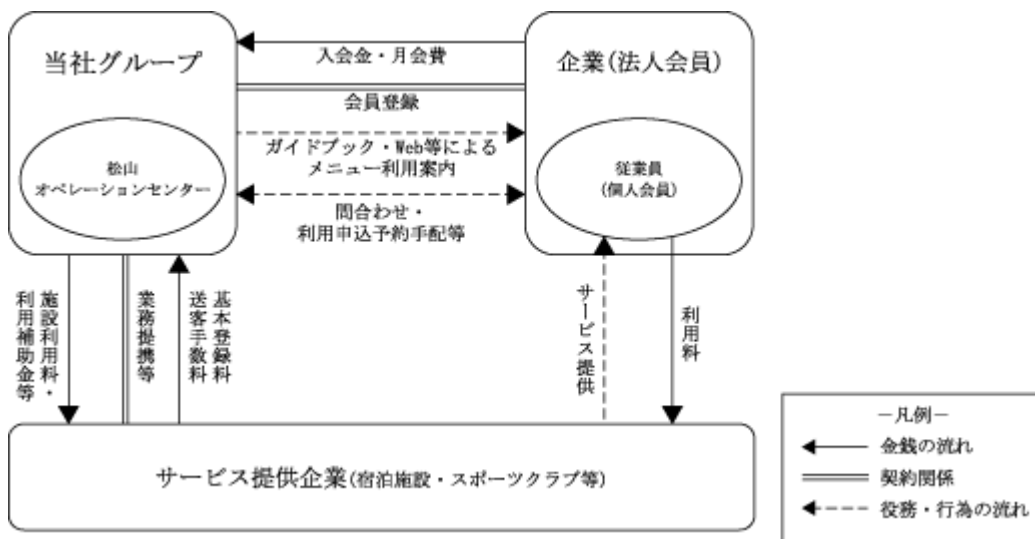 当社グループ
企業(法人会員)
入会金・月会費
会員登録
ガイドブック・Web等による
メニュー利用案内
松山
オペレーションセンター
従業員
(個人会員)
問合わせ・
利用申込予約手配等
施設利用料・
利用補助金等
業務提携等
基本登録料
送客手数料
サービス提供
利用料
サービス提供企業(宿泊施設・スポーツクラブ等)
－凡例－
金銭の流れ
契約関係
役務・行為の流れ